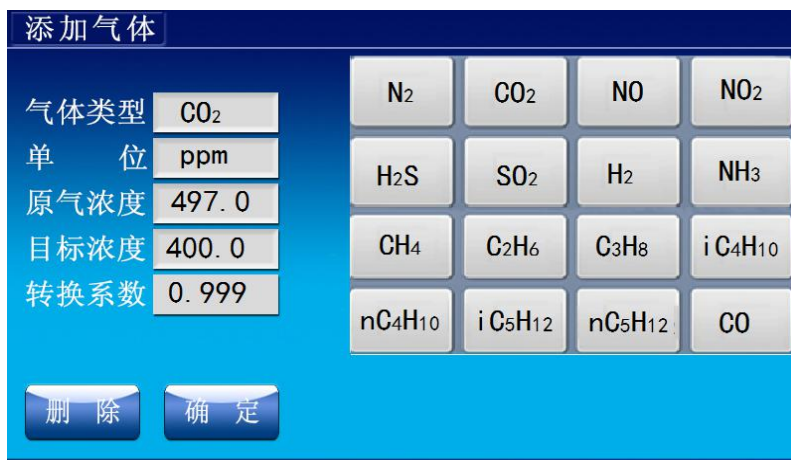 添加气体
气体类型 CO₂
单 位 ppm
原气浓度 497.0
目标浓度 400.0
转换系数 0.999
N₂ CO₂ NO NO₂
H₂S SO₂ H₂ NH₃
CH₄ C₂H₆ C₃H₈ iC₄H₁₀
nC₄H₁₀ iC₅H₁₂ nC₅H₁₂ CO
删 除 确 定